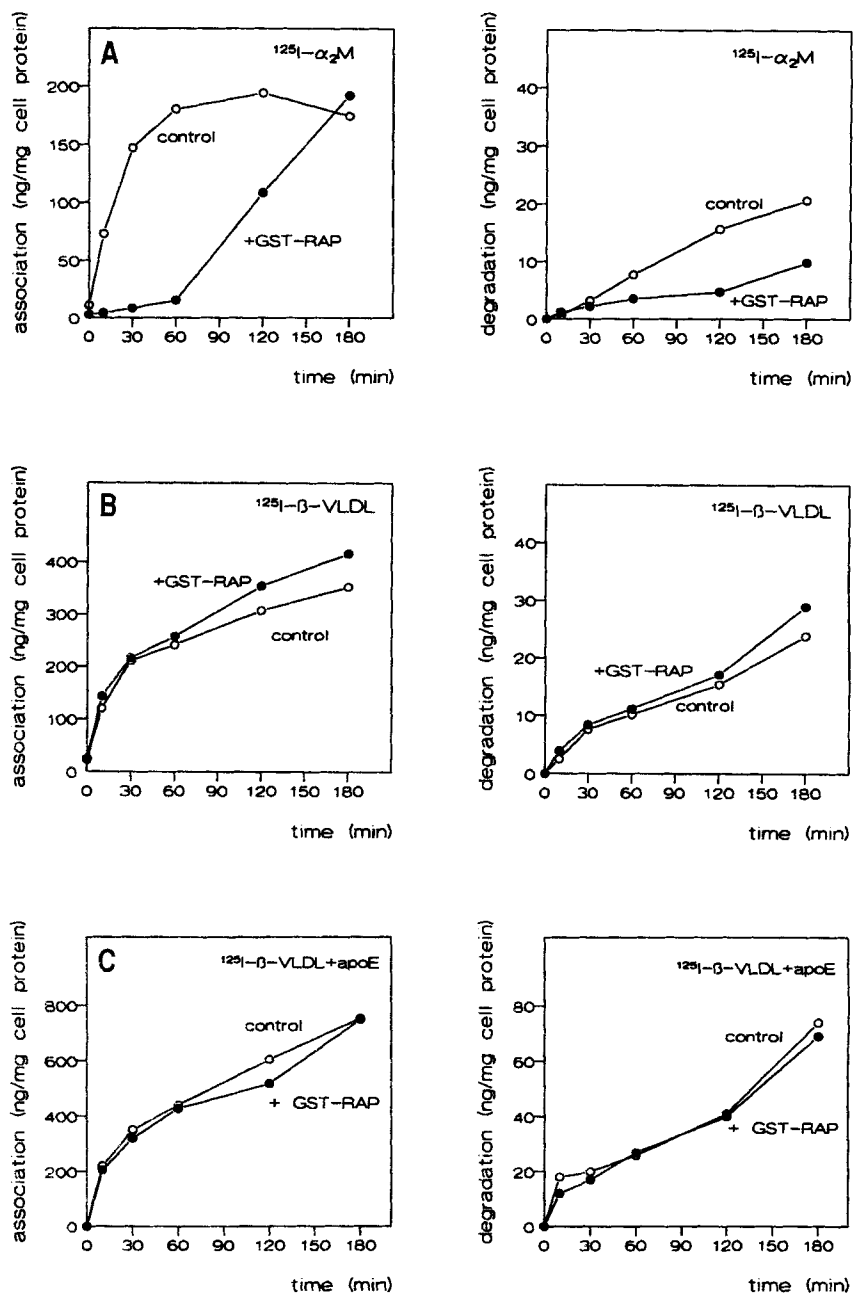 A
¹²⁵I-α₂M
association (ng/mg cell protein)
200
150
100
50
0
control
+GST-RAP
0 30 60 90 120 150 180
time (min)
¹²⁵I-α₂M
degradation (ng/mg cell protein)
40
30
20
10
0
control
+GST-RAP
0 30 60 90 120 150 180
time (min)
B
¹²⁵I-β-VLDL
association (ng/mg cell protein)
400
300
200
100
0
+GST-RAP
control
0 30 60 90 120 150 180
time (min)
¹²⁵I-β-VLDL
degradation (ng/mg cell protein)
40
30
20
10
0
+GST-RAP
control
0 30 60 90 120 150 180
time (min)
C
¹²⁵I-β-VLDL+apoE
association (ng/mg cell protein)
800
600
400
200
0
control
+ GST-RAP
0 30 60 90 120 150 180
time (min)
¹²⁵I-β-VLDL+apoE
degradation (ng/mg cell protein)
80
60
40
20
0
control
+ GST-RAP
0 30 60 90 120 150 180
time (min)